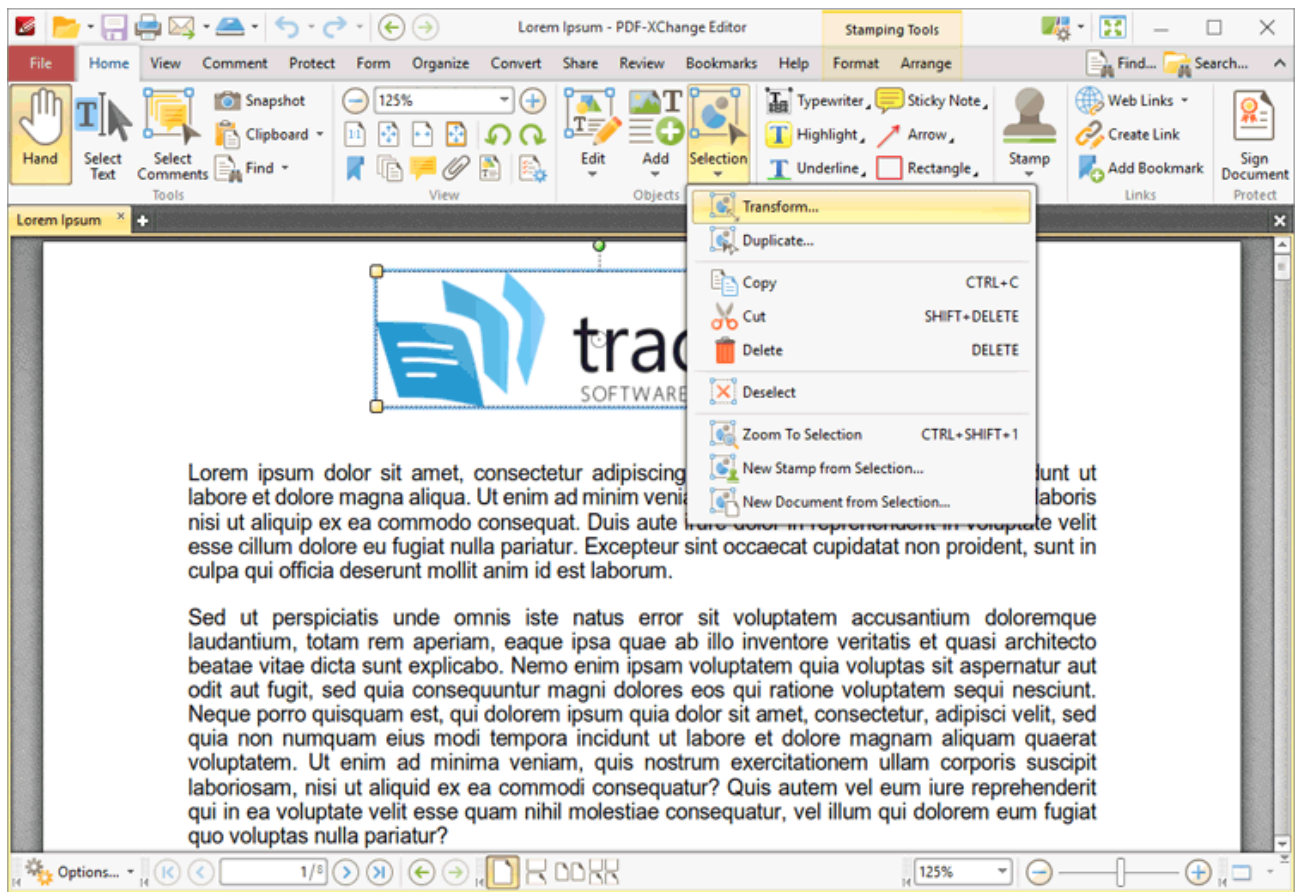 Lorem Ipsum - PDF-XChange Editor
Stamping Tools
File Home View Comment Protect Form Organize Convert Share Review Bookmarks Help Format Arrange Find... Search...
Hand
Select Text
Select Comments
Snapshot
Clipboard
Find
Tools
125%
1:1
View
Edit
Add
Selection
Objects
Typewriter
Highlight
Underline
Sticky Note
Arrow
Rectangle
Stamp
Web Links
Create Link
Add Bookmark
Links
Sign Document
Protect
Lorem Ipsum
Transform...
Duplicate...
Copy CTRL+C
Cut SHIFT+DELETE
Delete DELETE
Deselect
Zoom To Selection CTRL+SHIFT+1
New Stamp from Selection...
New Document from Selection...
SOFTWARE
Lorem ipsum dolor sit amet, consectetur adipiscing
labore et dolore magna aliqua. Ut enim ad minim laboris
nisi ut aliquip ex ea commodo consequat. Duis aute irure dolor in reprehenderit in voluptate velit
esse cillum dolore eu fugiat nulla pariatur. Excepteur sint occaecat cupidatat non proident, sunt in
culpa qui officia deserunt mollit anim id est laborum.
Sed ut perspiciatis unde omnis iste natus error sit voluptatem accusantium doloremque
laudantium, totam rem aperiam, eaque ipsa quae ab illo inventore veritatis et quasi architecto
beatae vitae dicta sunt explicabo. Nemo enim ipsam voluptatem quia voluptas sit aspernatur aut
odit aut fugit, sed quia consequuntur magni dolores eos qui ratione voluptatem sequi nesciunt.
Neque porro quisquam est, qui dolorem ipsum quia dolor sit amet, consectetur, adipisci velit, sed
quia non numquam eius modi tempora incidunt ut labore et dolore magnam aliquam quaerat
voluptatem. Ut enim ad minima veniam, quis nostrum exercitationem ullam corporis suscipit
laboriosam, nisi ut aliquid ex ea commodi consequatur? Quis autem vel eum iure reprehenderit
qui in ea voluptate velit esse quam nihil molestiae consequatur, vel illum qui dolorem eum fugiat
quo voluptas nulla pariatur?
Options... 1/8 125%